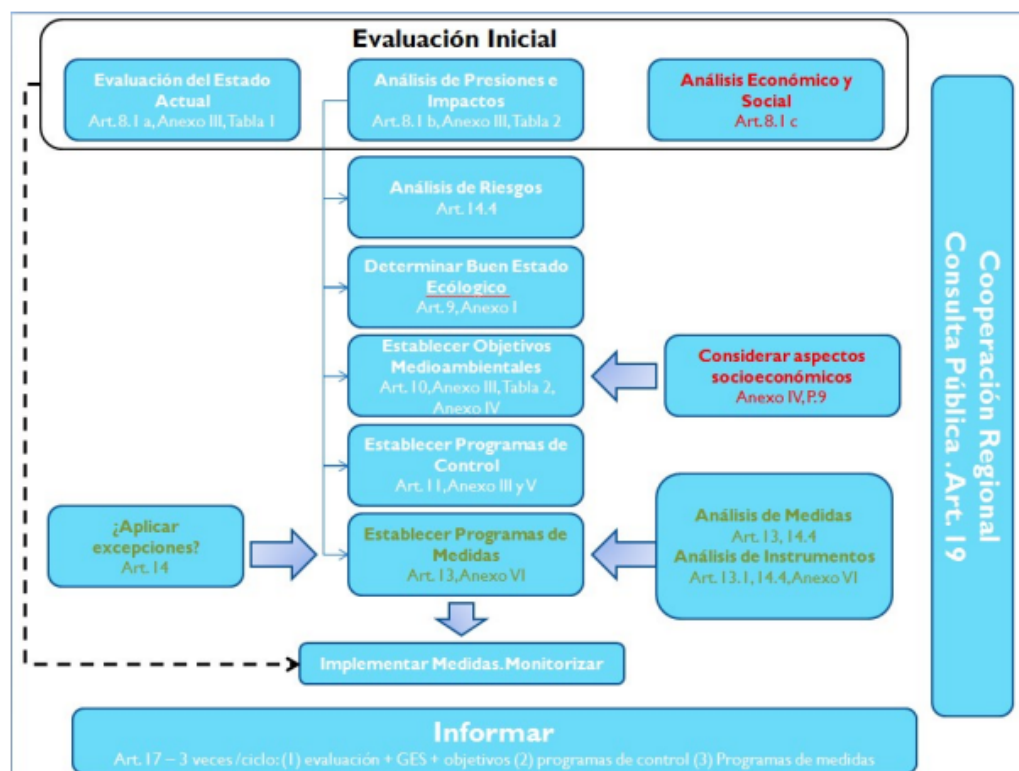 Evaluación Inicial
Evaluación del Estado
Actual
Art. 8.1 a, Anexo III, Tabla 1
Análisis de Presiones e
Impactos
Art. 8.1 b, Anexo III, Tabla 2
Análisis Económico y
Social
Art. 8.1 c
Análisis de Riesgos
Art. 14.4
Determinar Buen Estado
Ecólogico
Art. 9, Anexo I
Establecer Objetivos
Medioambientales
Art. 10, Anexo III, Tabla 2,
Anexo IV
Considerar aspectos
socioeconómicos
Anexo IV, P.9
Establecer Programas de
Control
Art. 11, Anexo III y V
¿Aplicar
excepciones?
Art. 14
Establecer Programas de
Medidas
Art. 13, Anexo VI
Análisis de Medidas
Art. 13, 14.4
Análisis de Instrumentos
Art. 13.1, 14.4, Anexo VI
Implementar Medidas. Monitorizar
Cooperación Regional
Consulta Pública . Art. 19
Informar
Art. 17 – 3 veces /ciclo: (1) evaluación + GES + objetivos (2) programas de control (3) Programas de medidas